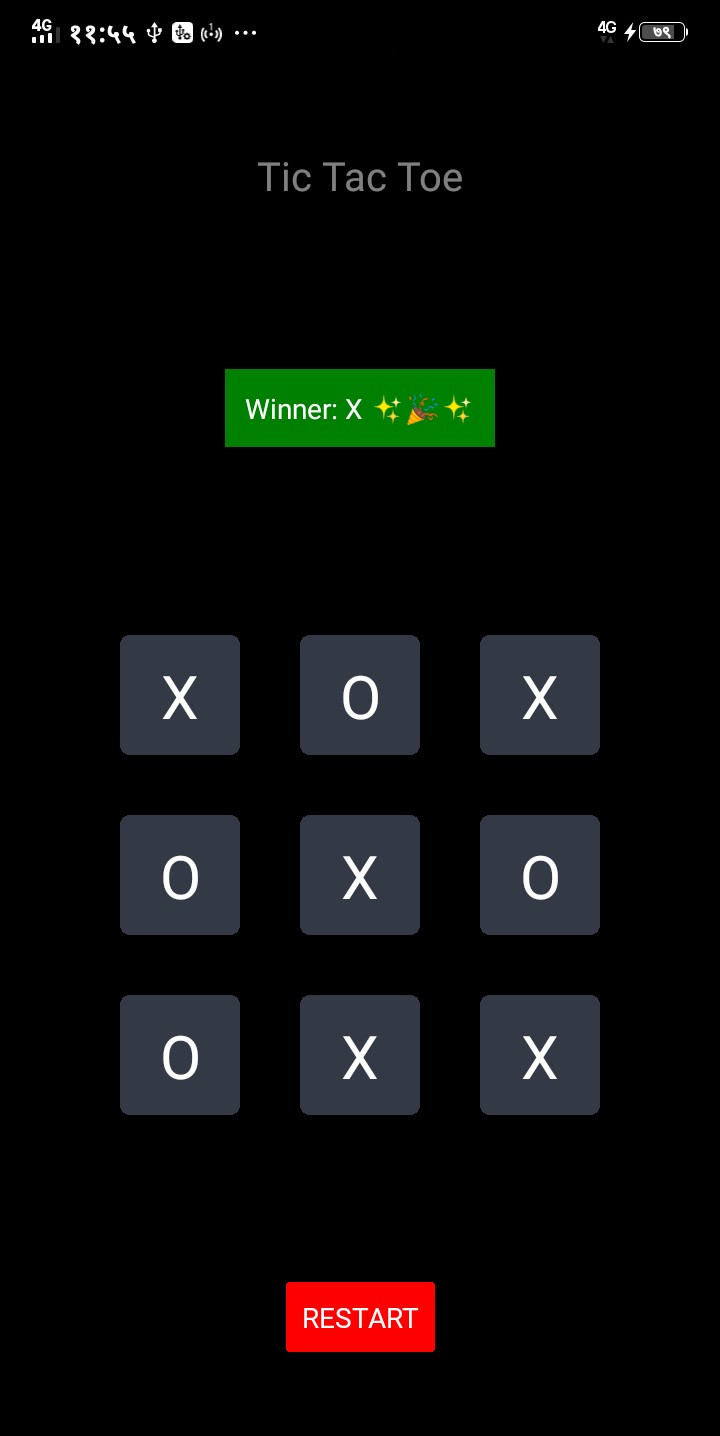 4G ११:५५ 4G ७९
Tic Tac Toe
Winner: X ✨🎉✨
X O X
O X O
O X X
RESTART